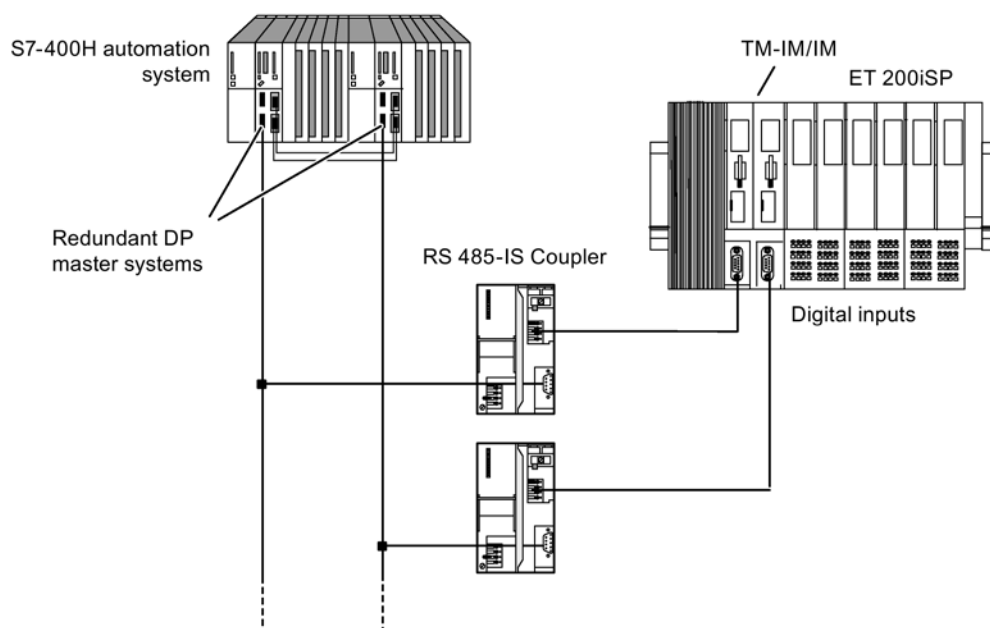 S7-400H automation
system
TM-IM/IM
ET 200iSP
Redundant DP
master systems
RS 485-IS Coupler
Digital inputs